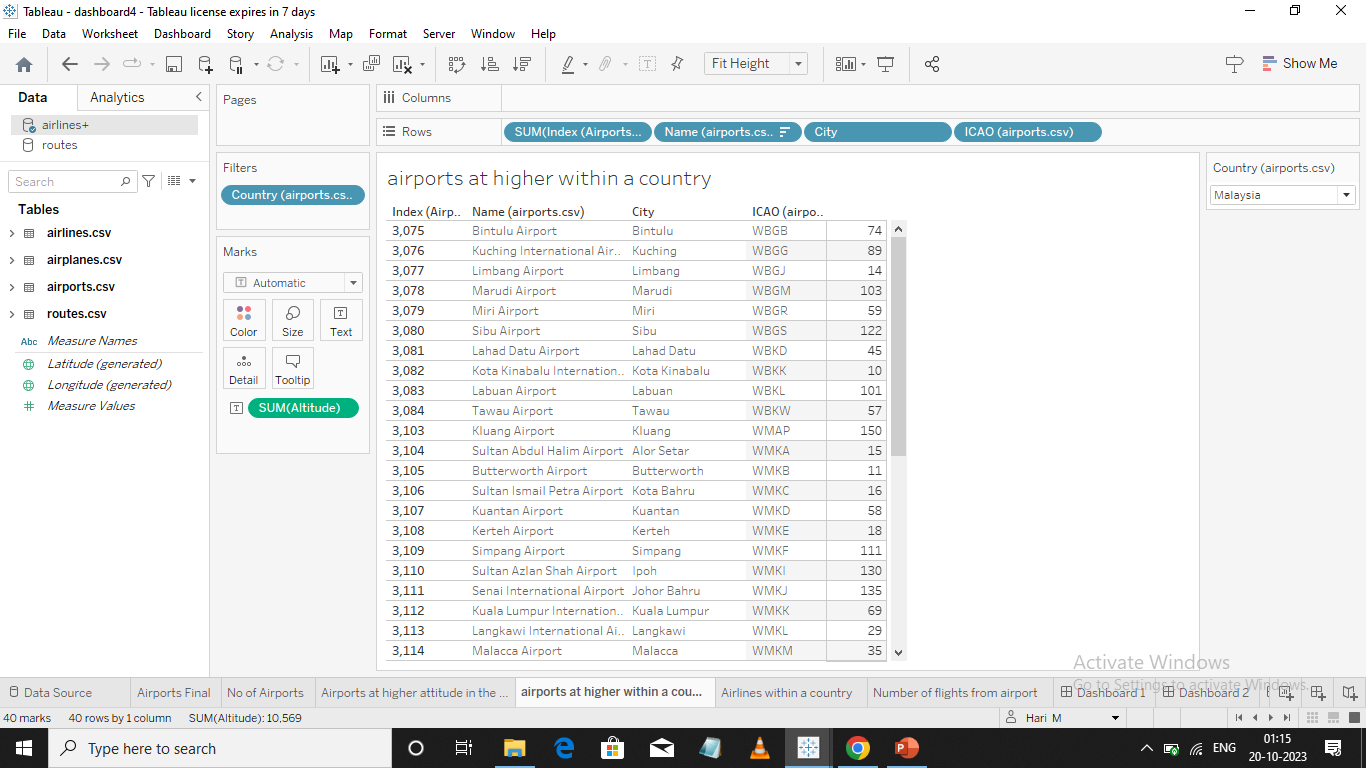 Tableau - dashboard4 - Tableau license expires in 7 days
File Data Worksheet Dashboard Story Analysis Map Format Server Window Help
Fit Height
Show Me
Data Analytics
airlines+
routes
Search
Tables
airlines.csv
airplanes.csv
airports.csv
routes.csv
Abc Measure Names
Latitude (generated)
Longitude (generated)
# Measure Values
Pages
Filters
Country (airports.cs..
Marks
T Automatic
Color Size Text
Detail Tooltip
T SUM(Altitude)
Columns
Rows SUM(Index (Airports... Name (airports.cs.. City ICAO (airports.csv)
airports at higher within a country
Index (Airp.. Name (airports.csv) City ICAO (airpo..
3,075 Bintulu Airport Bintulu WBGB 74
3,076 Kuching International Air.. Kuching WBGG 89
3,077 Limbang Airport Limbang WBGJ 14
3,078 Marudi Airport Marudi WBGM 103
3,079 Miri Airport Miri WBGR 59
3,080 Sibu Airport Sibu WBGS 122
3,081 Lahad Datu Airport Lahad Datu WBKD 45
3,082 Kota Kinabalu Internation.. Kota Kinabalu WBKK 10
3,083 Labuan Airport Labuan WBKL 101
3,084 Tawau Airport Tawau WBKW 57
3,103 Kluang Airport Kluang WMAP 150
3,104 Sultan Abdul Halim Airport Alor Setar WMKA 15
3,105 Butterworth Airport Butterworth WMKB 11
3,106 Sultan Ismail Petra Airport Kota Bahru WMKC 16
3,107 Kuantan Airport Kuantan WMKD 58
3,108 Kerteh Airport Kerteh WMKE 18
3,109 Simpang Airport Simpang WMKF 111
3,110 Sultan Azlan Shah Airport Ipoh WMKI 130
3,111 Senai International Airport Johor Bahru WMKJ 135
3,112 Kuala Lumpur Internation.. Kuala Lumpur WMKK 69
3,113 Langkawi International Ai.. Langkawi WMKL 29
3,114 Malacca Airport Malacca WMKM 35
Country (airports.csv)
Malaysia
Activate Windows
Go to Settings to activate Windows.
Data Source Airports Final No of Airports Airports at higher attitude in the ... airports at higher within a cou... Airlines within a country Number of flights from airport Dashboard 1 Dashboard 2
40 marks 40 rows by 1 column SUM(Altitude): 10,569 Hari M
Type here to search
ENG
01:15
20-10-2023